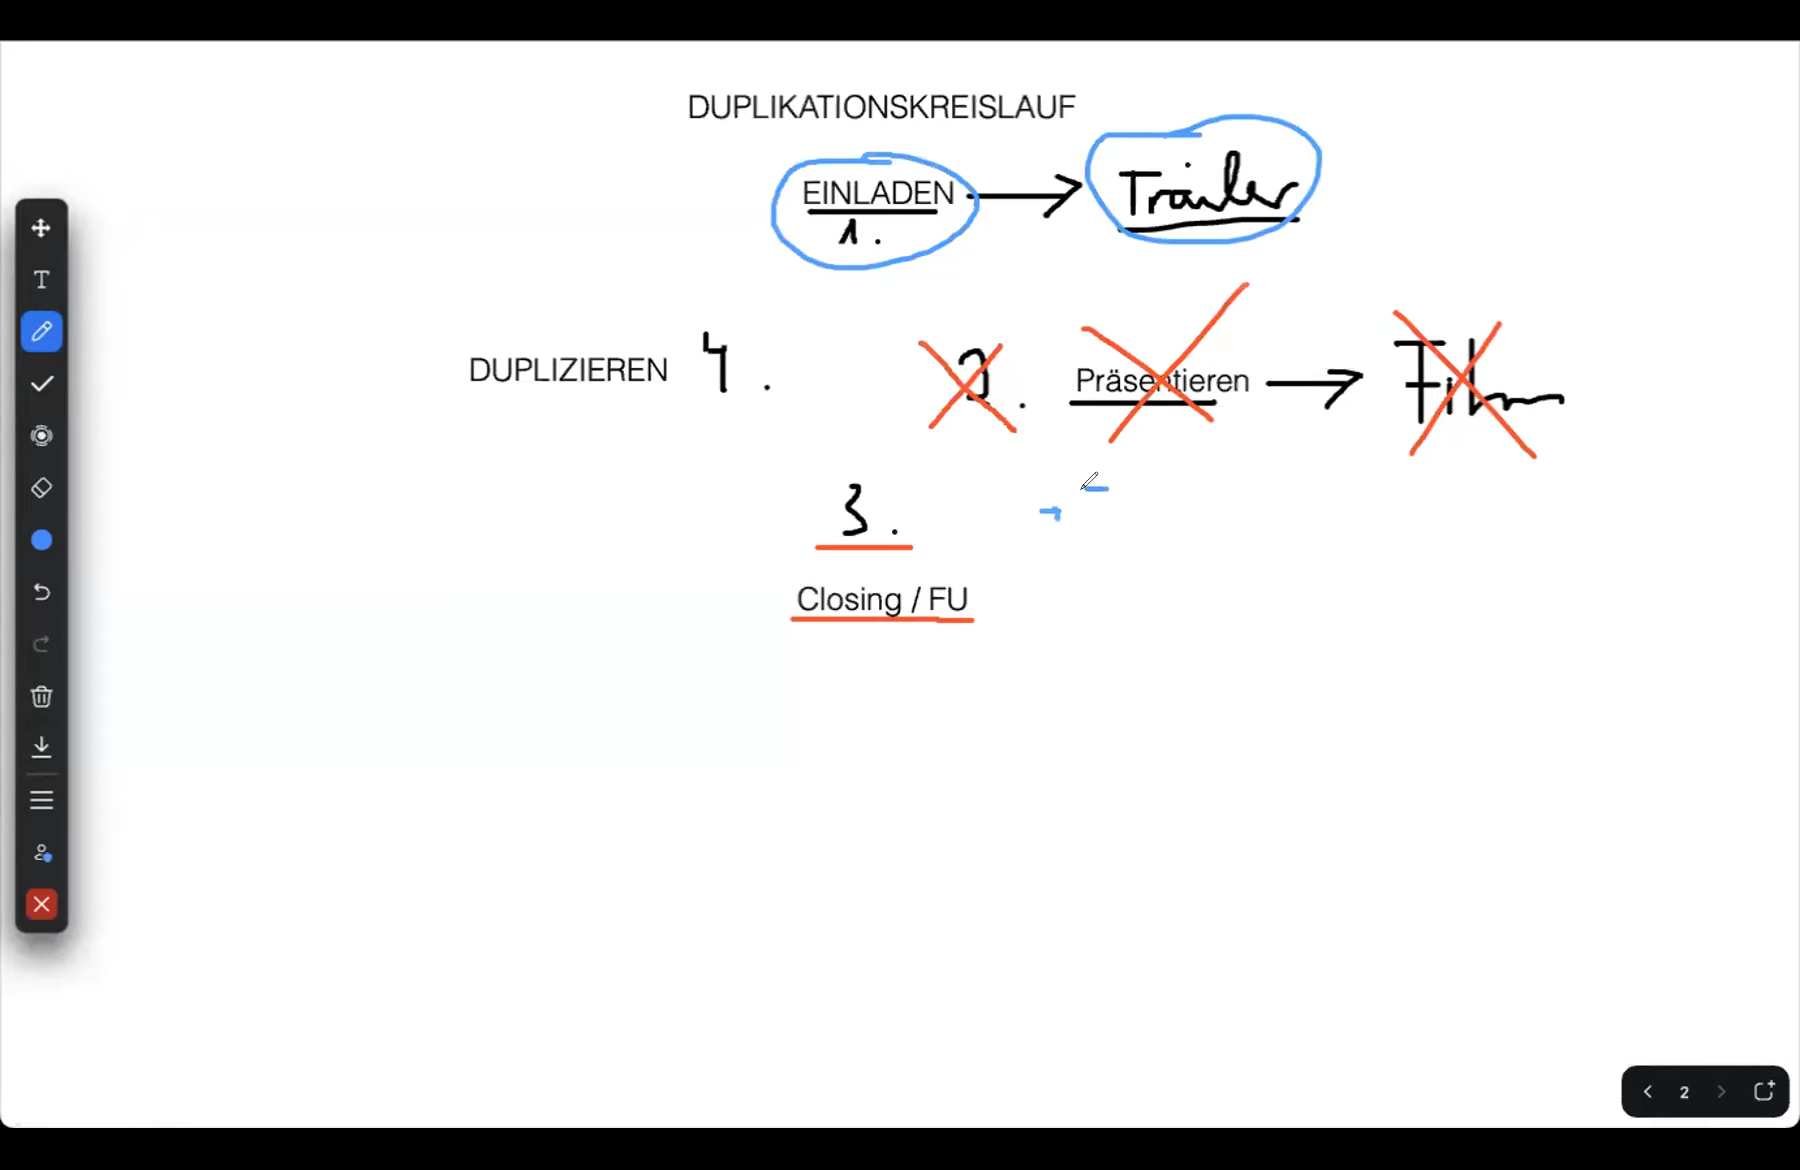 DUPLIKATIONSKREISLAUF
EINLADEN → Trailer
1.
DUPLIZIEREN 4. 2. Präsentieren → Film
3.
Closing / FU
2